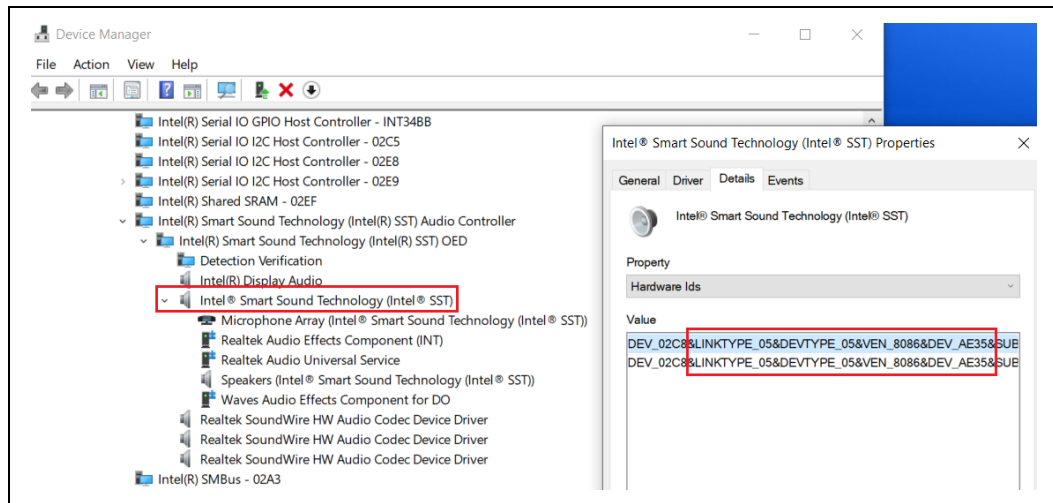 Device Manager
File Action View Help
Intel(R) Serial IO GPIO Host Controller - INT34BB
Intel(R) Serial IO I2C Host Controller - 02C5
Intel(R) Serial IO I2C Host Controller - 02E8
Intel(R) Serial IO I2C Host Controller - 02E9
Intel(R) Shared SRAM - 02EF
Intel(R) Smart Sound Technology (Intel(R) SST) Audio Controller
Intel(R) Smart Sound Technology (Intel(R) SST) OED
Detection Verification
Intel(R) Display Audio
Intel® Smart Sound Technology (Intel® SST)
Microphone Array (Intel® Smart Sound Technology (Intel® SST))
Realtek Audio Effects Component (INT)
Realtek Audio Universal Service
Speakers (Intel® Smart Sound Technology (Intel® SST))
Waves Audio Effects Component for DO
Realtek SoundWire HW Audio Codec Device Driver
Realtek SoundWire HW Audio Codec Device Driver
Realtek SoundWire HW Audio Codec Device Driver
Intel(R) SMBus - 02A3
Intel® Smart Sound Technology (Intel® SST) Properties
General Driver Details Events
Intel® Smart Sound Technology (Intel® SST)
Property
Hardware Ids
Value
DEV_02C8&LINKTYPE_05&DEVTYPE_05&VEN_8086&DEV_AE35&SUB
DEV_02C8&LINKTYPE_05&DEVTYPE_05&VEN_8086&DEV_AE35&SUB